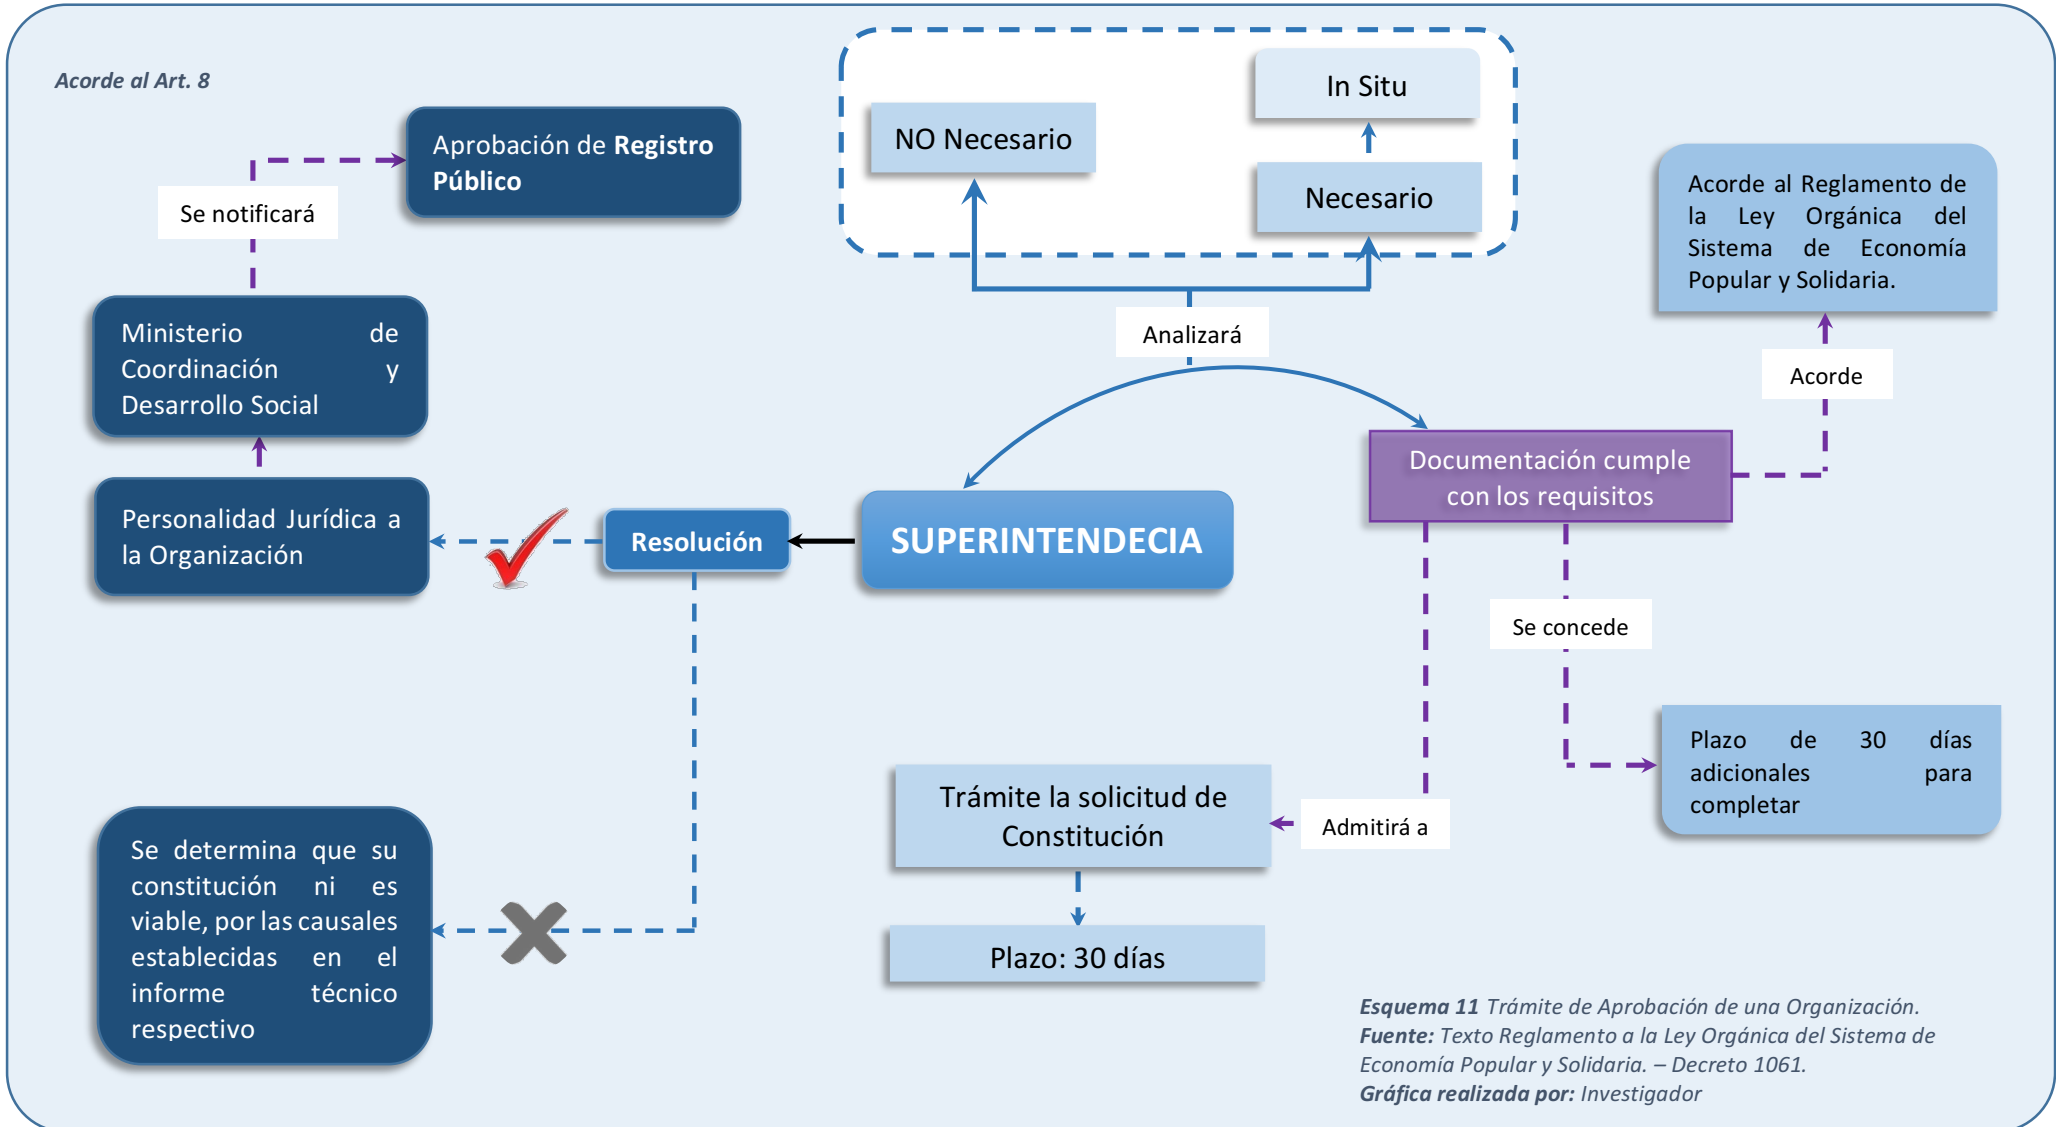 Acorde al Art. 8
Aprobación de Registro
Público
Se notificará
Ministerio de
Coordinación y
Desarrollo Social
Personalidad Jurídica a
la Organización
Resolución
SUPERINTENDECIA
NO Necesario
In Situ
Necesario
Analizará
Acorde al Reglamento de
la Ley Orgánica del
Sistema de Economía
Popular y Solidaria.
Acorde
Documentación cumple
con los requisitos
Se concede
Plazo de 30 días
adicionales para
completar
Admitirá a
Trámite la solicitud de
Constitución
Plazo: 30 días
Se determina que su
constitución ni es
viable, por las causales
establecidas en el
informe técnico
respectivo
Esquema 11 Trámite de Aprobación de una Organización.
Fuente: Texto Reglamento a la Ley Orgánica del Sistema de
Economía Popular y Solidaria. – Decreto 1061.
Gráfica realizada por: Investigador